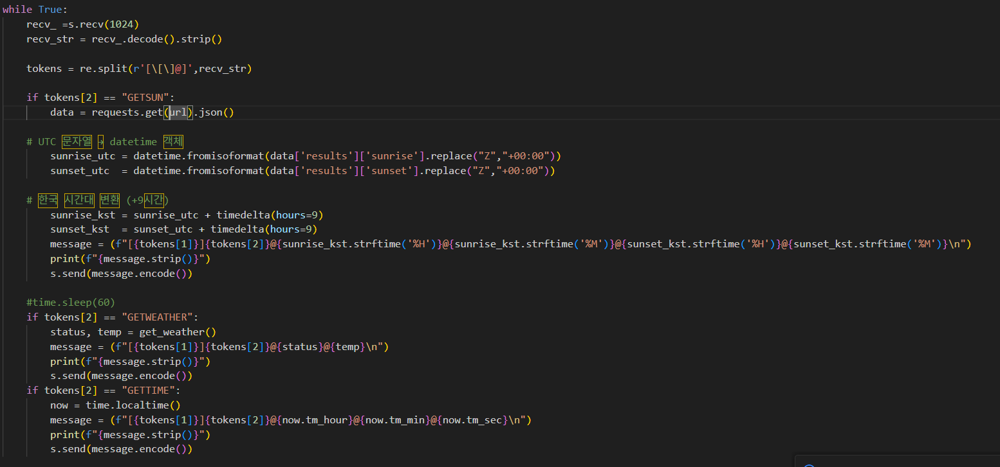 while True:
    recv_ =s.recv(1024)
    recv_str = recv_.decode().strip()
    tokens = re.split(r'[\[\]@]',recv_str)
    if tokens[2] == "GETSUN":
        data = requests.get(url).json()
    # UTC 문자열 → datetime 객체
        sunrise_utc = datetime.fromisoformat(data['results']['sunrise'].replace("Z","+00:00"))
        sunset_utc  = datetime.fromisoformat(data['results']['sunset'].replace("Z","+00:00"))
    # 한국 시간대 변환 (+9시간)
        sunrise_kst = sunrise_utc + timedelta(hours=9)
        sunset_kst  = sunset_utc + timedelta(hours=9)
        message = (f"[{tokens[1]}]{tokens[2]}@{sunrise_kst.strftime('%H')}@{sunrise_kst.strftime('%M')}@{sunset_kst.strftime('%H')}@{sunset_kst.strftime('%M')}\n")
        print(f"{message.strip()}")
        s.send(message.encode())
    #time.sleep(60)
    if tokens[2] == "GETWEATHER":
        status, temp = get_weather()
        message = (f"[{tokens[1]}]{tokens[2]}@{status}@{temp}\n")
        print(f"{message.strip()}")
        s.send(message.encode())
    if tokens[2] == "GETTIME":
        now = time.localtime()
        message = (f"[{tokens[1]}]{tokens[2]}@{now.tm_hour}@{now.tm_min}@{now.tm_sec}\n")
        print(f"{message.strip()}")
        s.send(message.encode())